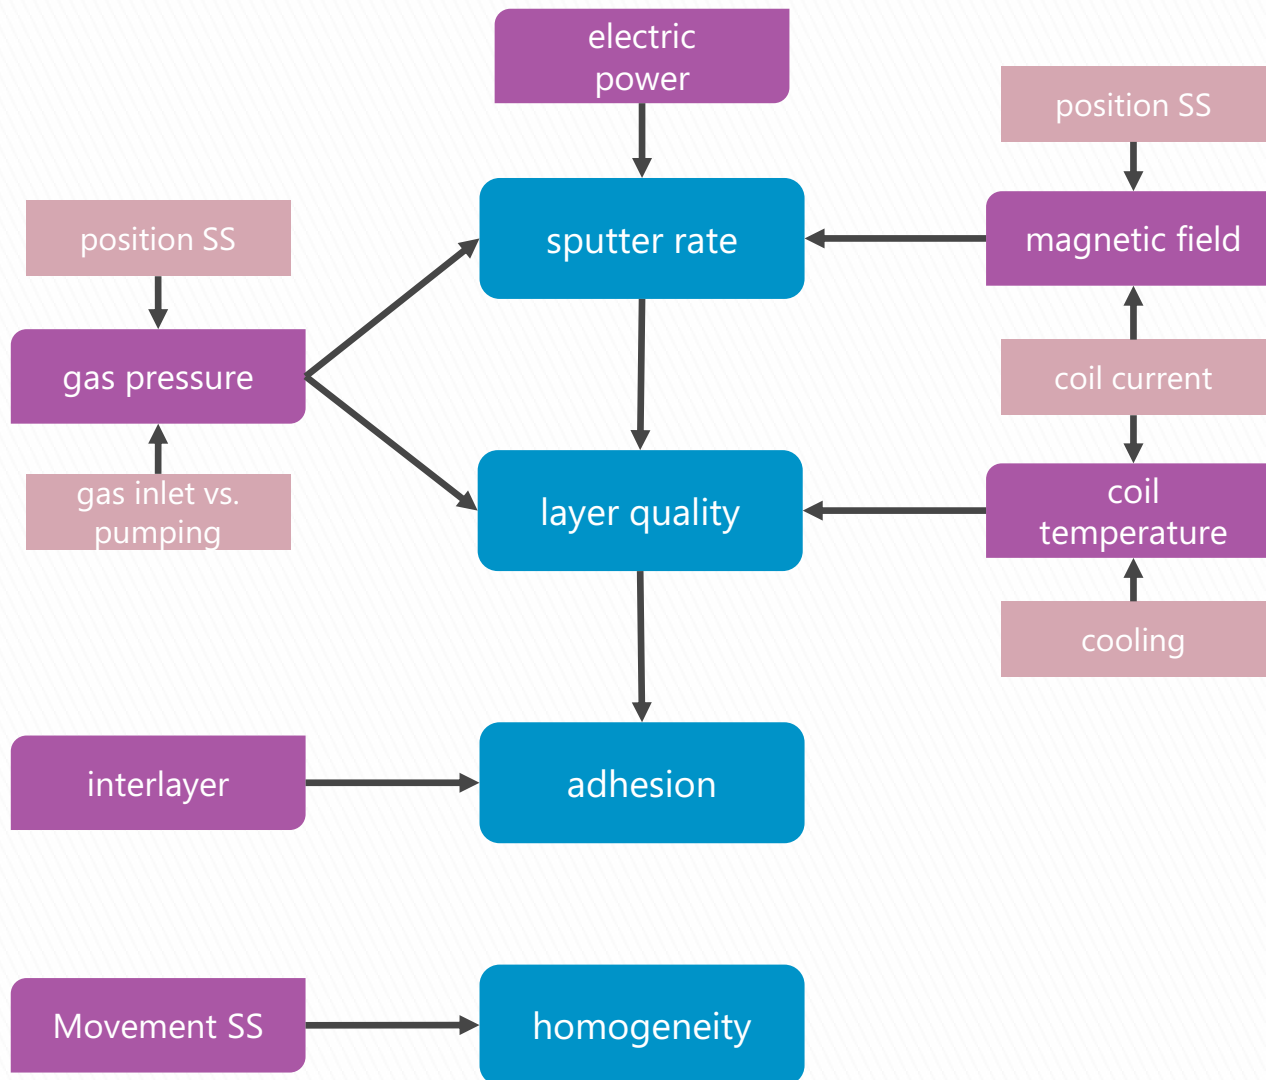 electric
power
position SS
sputter rate
position SS
magnetic field
gas pressure
coil current
gas inlet vs.
pumping
layer quality
coil
temperature
cooling
interlayer
adhesion
Movement SS
homogeneity